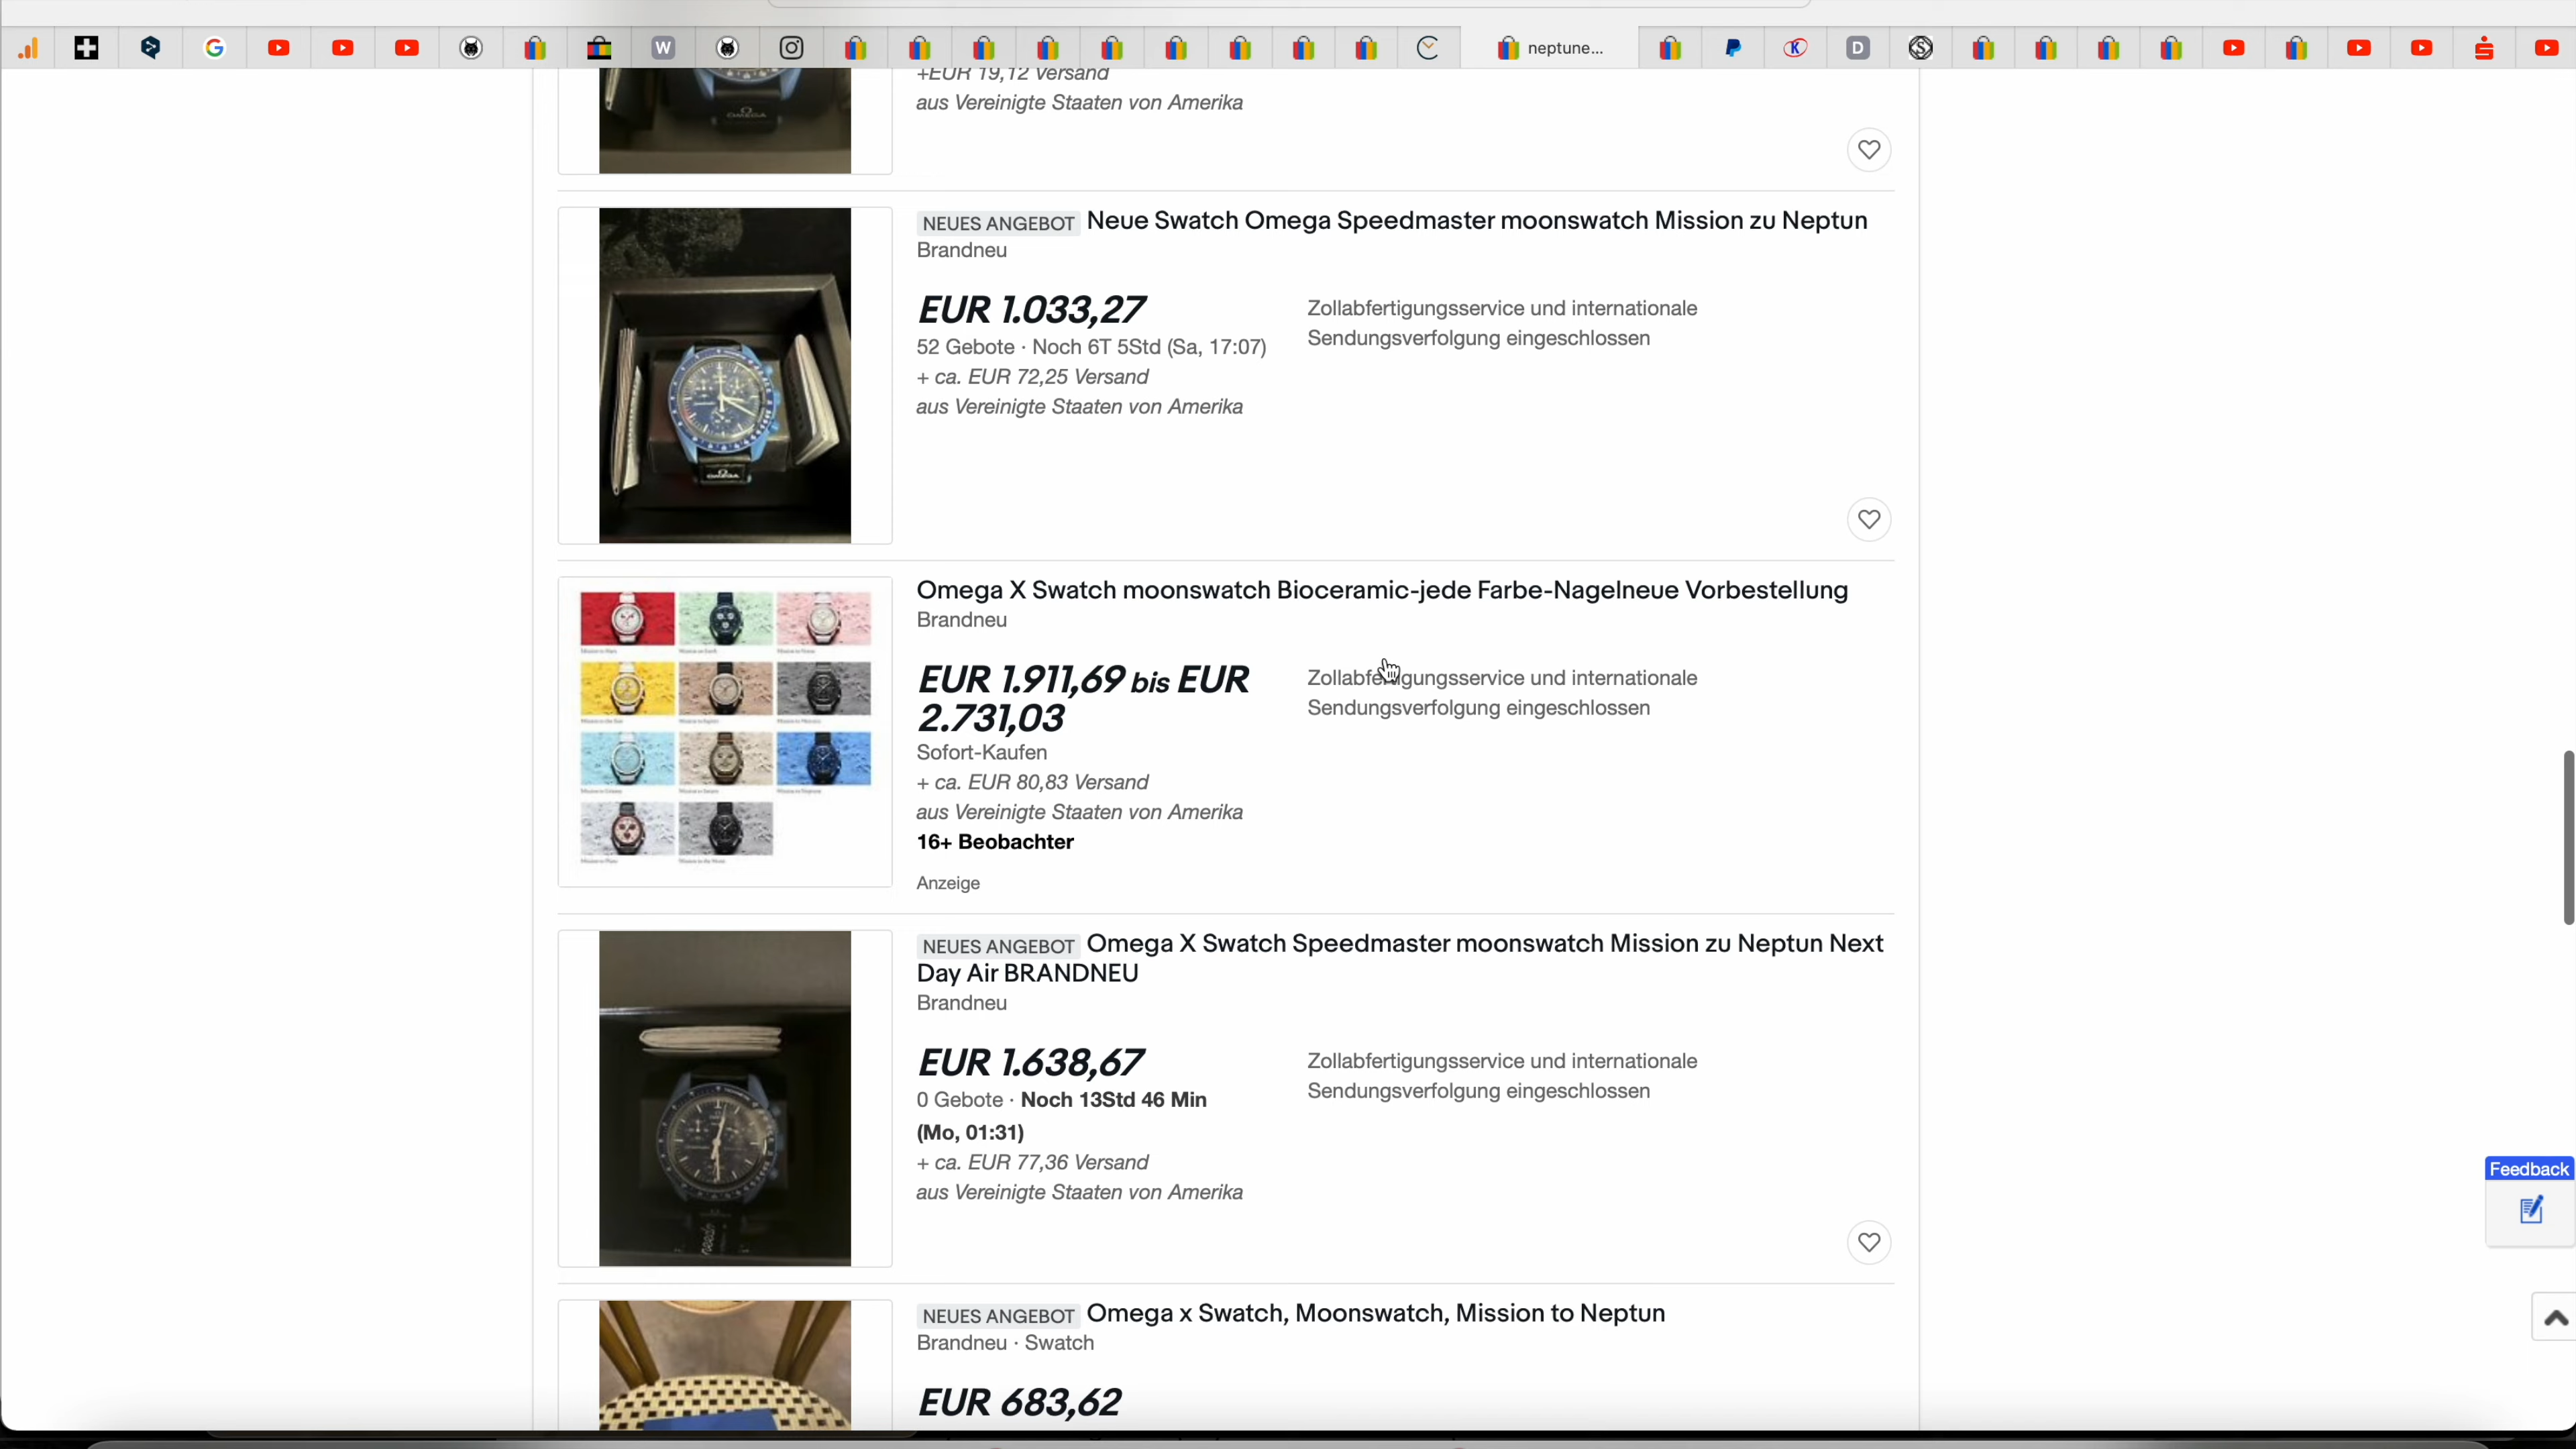 W
neptune...
K
D
S
+EUR 19,12 Versand
aus Vereinigte Staaten von Amerika
OMEGA
NEUES ANGEBOT Neue Swatch Omega Speedmaster moonswatch Mission zu Neptun
Brandneu
EUR 1.033,27
Zollabfertigungsservice und internationale
Sendungsverfolgung eingeschlossen
52 Gebote · Noch 6T 5Std (Sa, 17:07)
+ ca. EUR 72,25 Versand
aus Vereinigte Staaten von Amerika
OMEGA
Omega X Swatch moonswatch Bioceramic-jede Farbe-Nagelneue Vorbestellung
Brandneu
EUR 1.911,69 bis EUR
2.731,03
Zollabfertigungsservice und internationale
Sendungsverfolgung eingeschlossen
Sofort-Kaufen
+ ca. EUR 80,83 Versand
aus Vereinigte Staaten von Amerika
16+ Beobachter
Anzeige
NEUES ANGEBOT Omega X Swatch Speedmaster moonswatch Mission zu Neptun Next
Day Air BRANDNEU
Brandneu
EUR 1.638,67
Zollabfertigungsservice und internationale
Sendungsverfolgung eingeschlossen
0 Gebote · Noch 13Std 46 Min
(Mo, 01:31)
+ ca. EUR 77,36 Versand
aus Vereinigte Staaten von Amerika
Feedback
NEUES ANGEBOT Omega x Swatch, Moonswatch, Mission to Neptun
Brandneu · Swatch
EUR 683,62